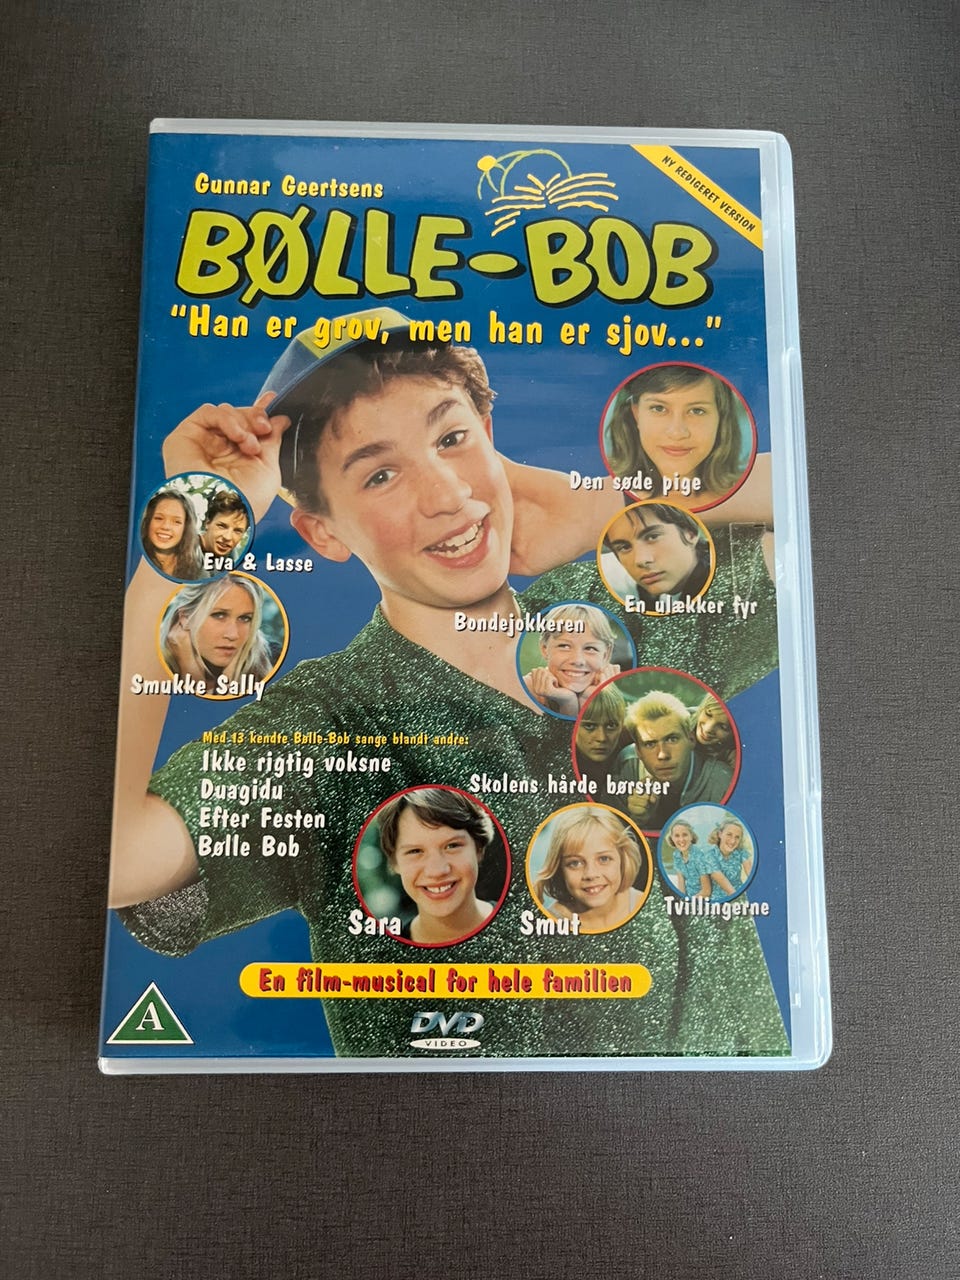 Gunnar Geertsens
NY REDIGERET VERSION
BØLLE-BOB
"Han er grov, men han er sjov..."
Den søde pige
Eva & Lasse
En ulækker fyr
Bondejokkeren
Smukke Sally
Med 13 kendte Bølle-Bob sange blandt andre:
Ikke rigtig voksne
Duagidu
Efter Festen
Bølle Bob
Skolens hårde børster
Sara
Smut
Tvillingerne
En film-musical for hele familien
A
DVD
VIDEO